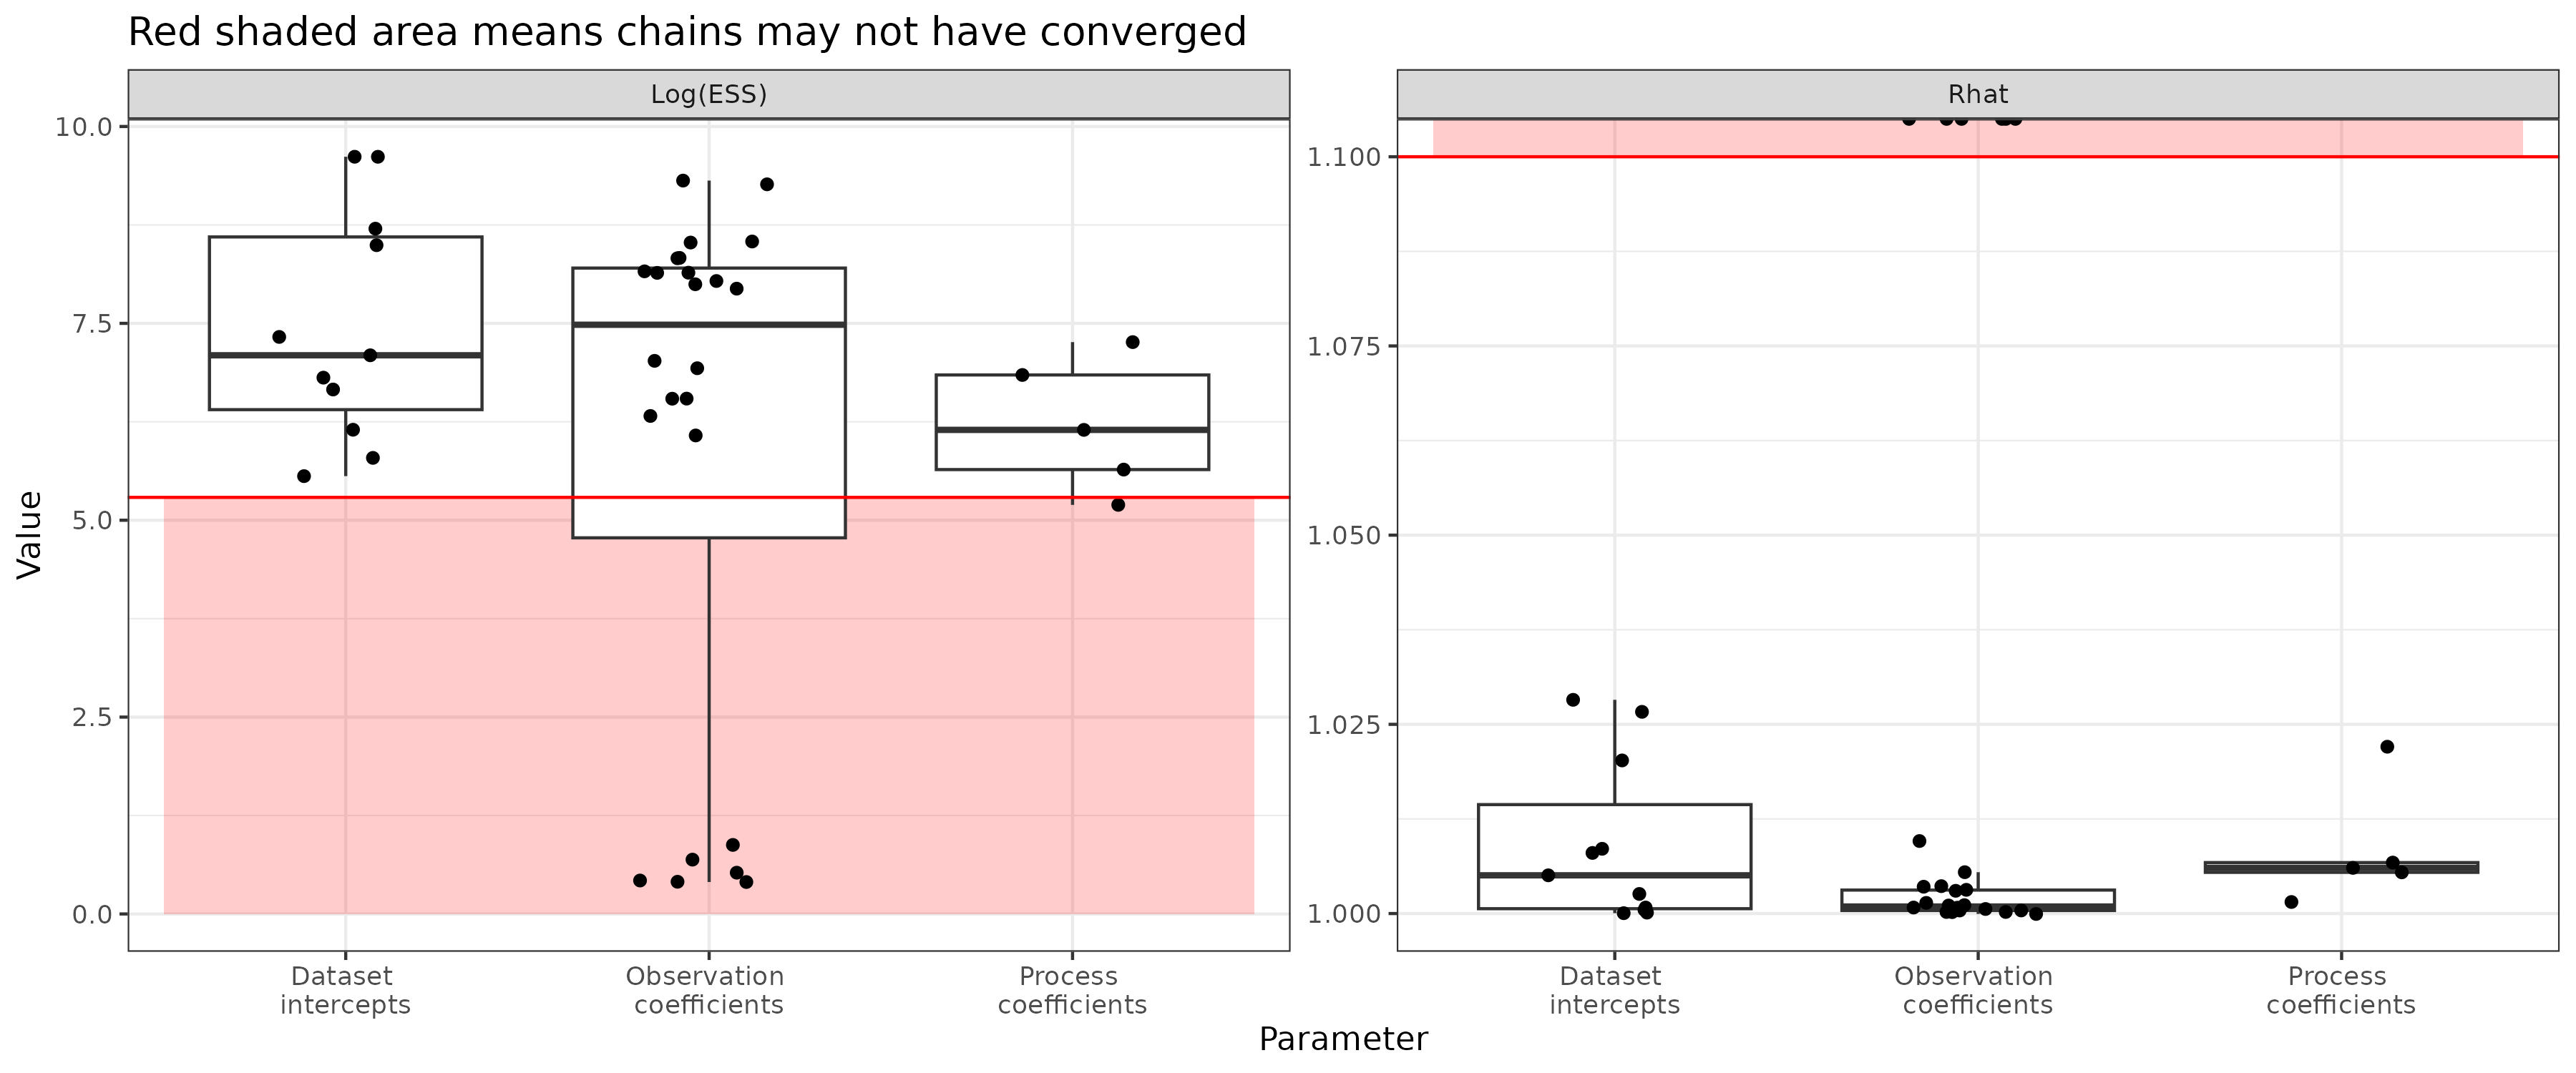 Red shaded area means chains may not have converged
Log(ESS)
Rhat
10.0
7.5
5.0
2.5
0.0
Value
1.100
1.075
1.050
1.025
1.000
Dataset
intercepts
Observation
coefficients
Process
coefficients
Dataset
intercepts
Observation
coefficients
Process
coefficients
Parameter